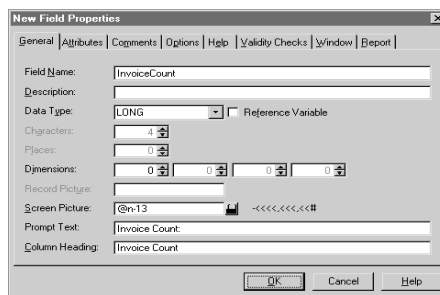 New Field Properties
General Attributes Comments Options Help Validity Checks Window Report
Field Name: InvoiceCount
Description:
Data Type: LONG Reference Variable
Characters: 4
Places: 0
Dimensions: 0 0 0 0
Record Picture:
Screen Picture: @n-13 -<<<,<<<,<<#
Prompt Text: Invoice Count:
Column Heading: Invoice Count
OK Cancel Help